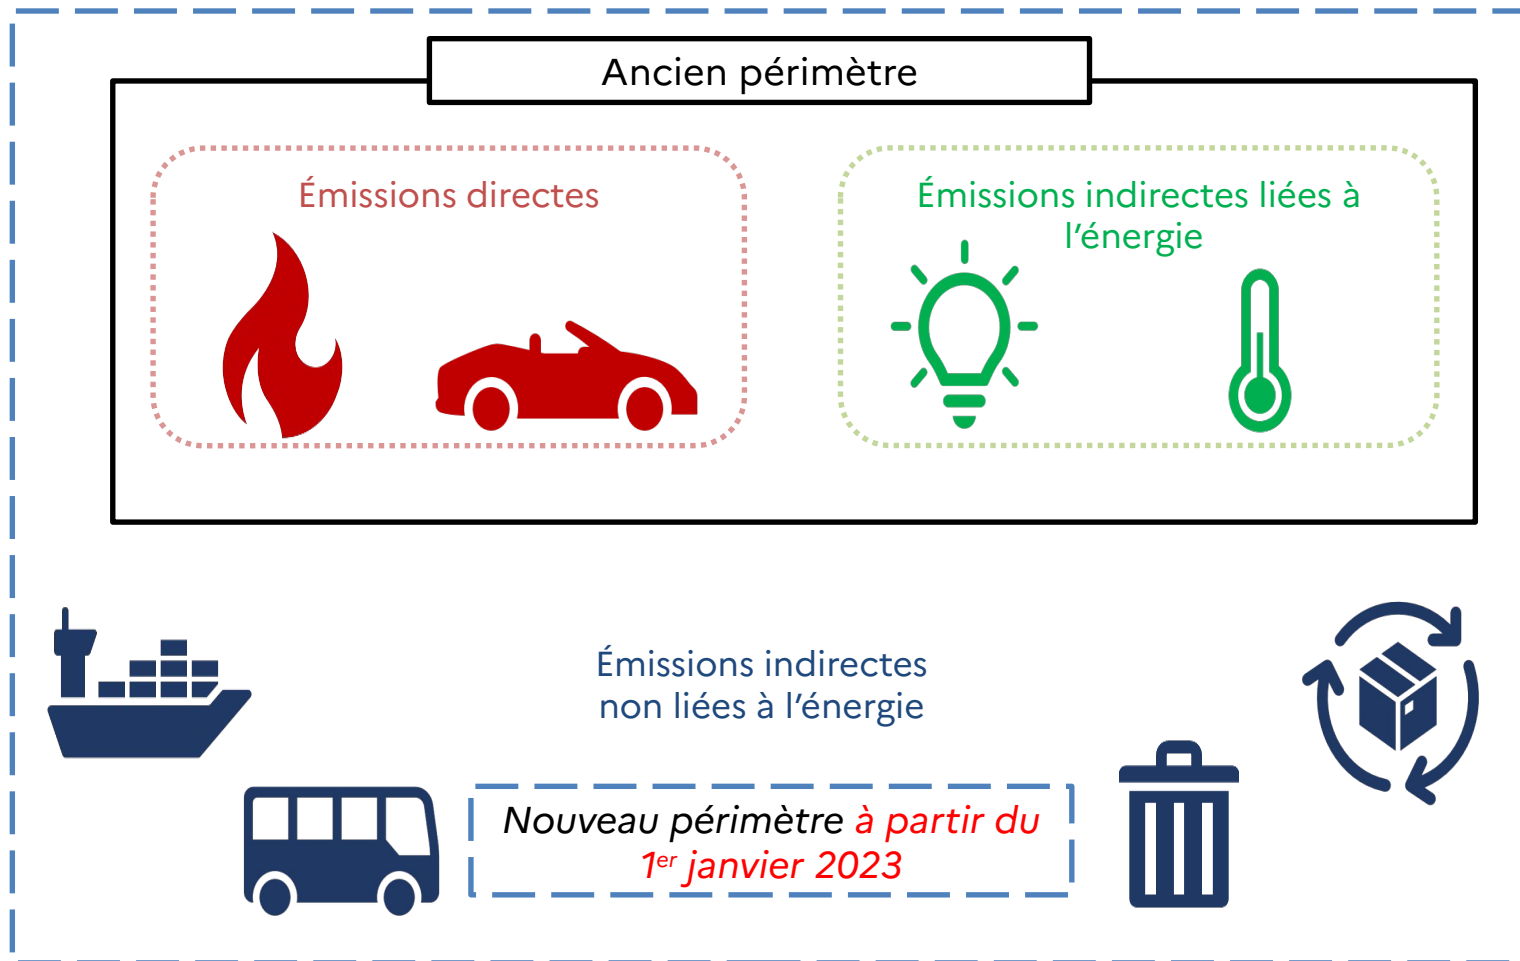 Ancien périmètre
Émissions directes
Émissions indirectes liées à
l’énergie
Émissions indirectes
non liées à l’énergie
Nouveau périmètre à partir du
1er janvier 2023